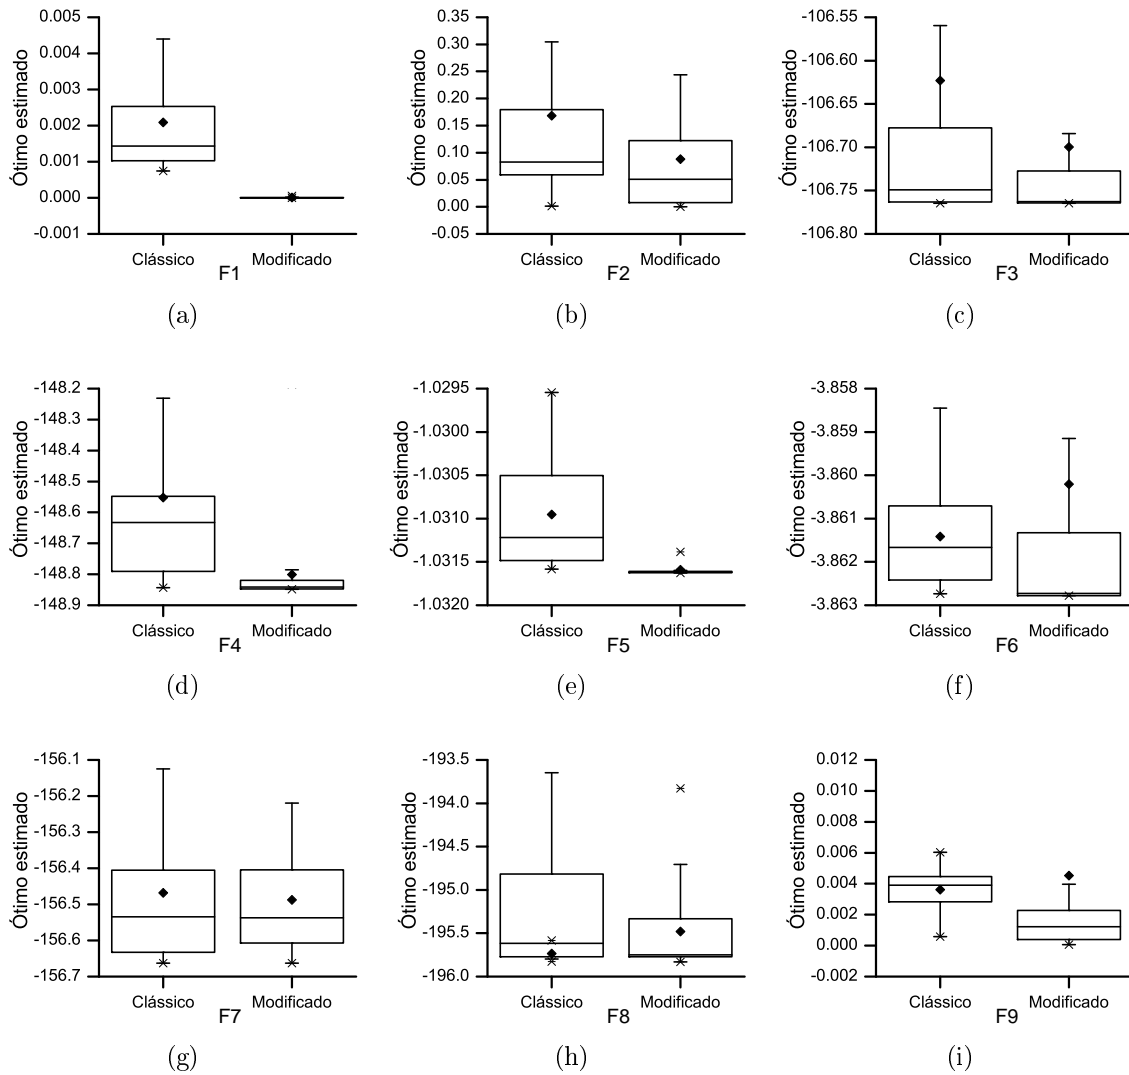 0.005
0.004
0.003
0.002
0.001
0.000
-0.001
Ótimo estimado
Clássico Modificado
F1
(a)
0.35
0.30
0.25
0.20
0.15
0.10
0.05
0.00
-0.05
Ótimo estimado
Clássico Modificado
F2
(b)
-106.55
-106.60
-106.65
-106.70
-106.75
-106.80
Ótimo estimado
Clássico Modificado
F3
(c)
-148.2
-148.3
-148.4
-148.5
-148.6
-148.7
-148.8
-148.9
Ótimo estimado
Clássico Modificado
F4
(d)
-1.0295
-1.0300
-1.0305
-1.0310
-1.0315
-1.0320
Ótimo estimado
Clássico Modificado
F5
(e)
-3.858
-3.859
-3.860
-3.861
-3.862
-3.863
Ótimo estimado
Clássico Modificado
F6
(f)
-156.1
-156.2
-156.3
-156.4
-156.5
-156.6
-156.7
Ótimo estimado
Clássico Modificado
F7
(g)
-193.5
-194.0
-194.5
-195.0
-195.5
-196.0
Ótimo estimado
Clássico Modificado
F8
(h)
0.012
0.010
0.008
0.006
0.004
0.002
0.000
-0.002
Ótimo estimado
Clássico Modificado
F9
(i)